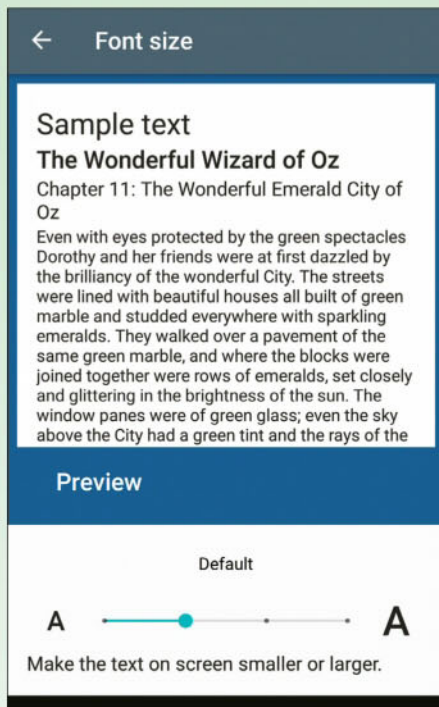 Font size
Sample text
The Wonderful Wizard of Oz
Chapter 11: The Wonderful Emerald City of
Oz
Even with eyes protected by the green spectacles
Dorothy and her friends were at first dazzled by
the brilliancy of the wonderful City. The streets
were lined with beautiful houses all built of green
marble and studded everywhere with sparkling
emeralds. They walked over a pavement of the
same green marble, and where the blocks were
joined together were rows of emeralds, set closely
and glittering in the brightness of the sun. The
window panes were of green glass; even the sky
above the City had a green tint and the rays of the
Preview
Default
A A
Make the text on screen smaller or larger.